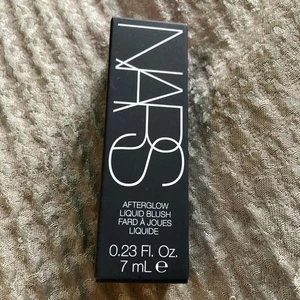 NARS
AFTERGLOW
LIQUID BLUSH
FARD À JOUES
LIQUIDE
0.23 Fl. Oz.
7 mL ℮